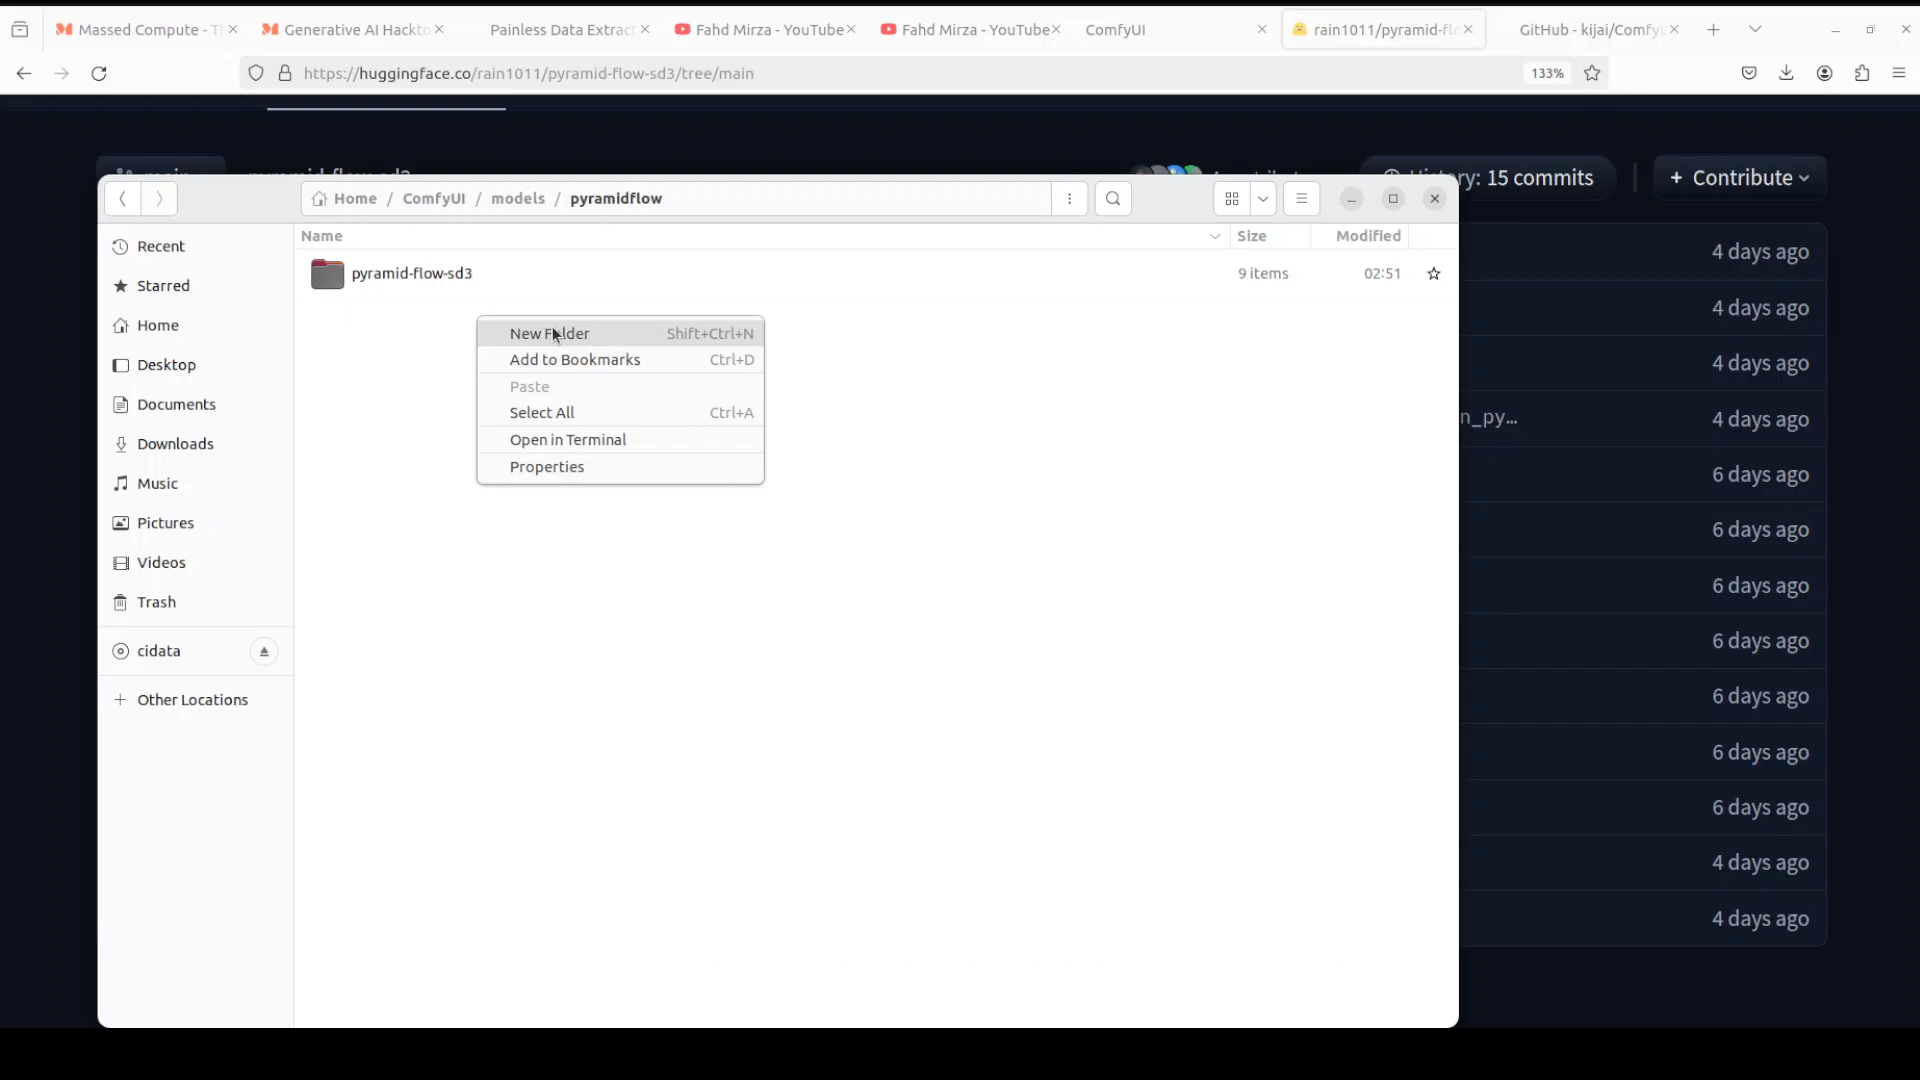 Massed Compute - T
Generative AI Hackto
Painless Data Extract
Fahd Mirza - YouTube
Fahd Mirza - YouTube
ComfyUI
rain1011/pyramid-fl
GitHub - kijai/ComfyU
https://huggingface.co/rain1011/pyramid-flow-sd3/tree/main
133%
History: 15 commits
+ Contribute
Home / ComfyUI / models / pyramidflow
Name
Size
Modified
pyramid-flow-sd3
9 items
02:51
Recent
Starred
Home
Desktop
Documents
Downloads
Music
Pictures
Videos
Trash
cidata
+ Other Locations
New Folder Shift+Ctrl+N
Add to Bookmarks Ctrl+D
Paste
Select All Ctrl+A
Open in Terminal
Properties
4 days ago
4 days ago
4 days ago
n_py... 4 days ago
6 days ago
6 days ago
6 days ago
6 days ago
6 days ago
6 days ago
6 days ago
4 days ago
4 days ago